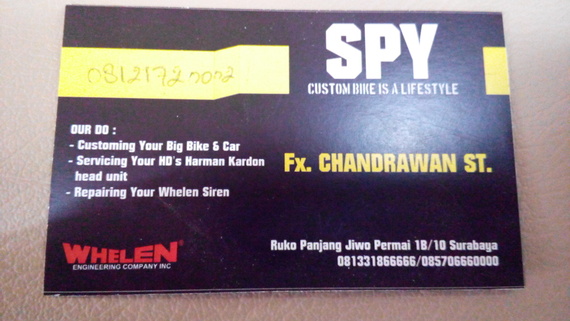 SPY
CUSTOM BIKE IS A LIFESTYLE
OUR DO :
- Customing Your Big Bike & Car
- Servicing Your HD's Harman Kardon
head unit
- Repairing Your Whelen Siren
Fx. CHANDRAWAN ST.
WHELEN®
ENGINEERING COMPANY INC
Ruko Panjang Jiwo Permai 1B/10 Surabaya
081331866666/085706660000